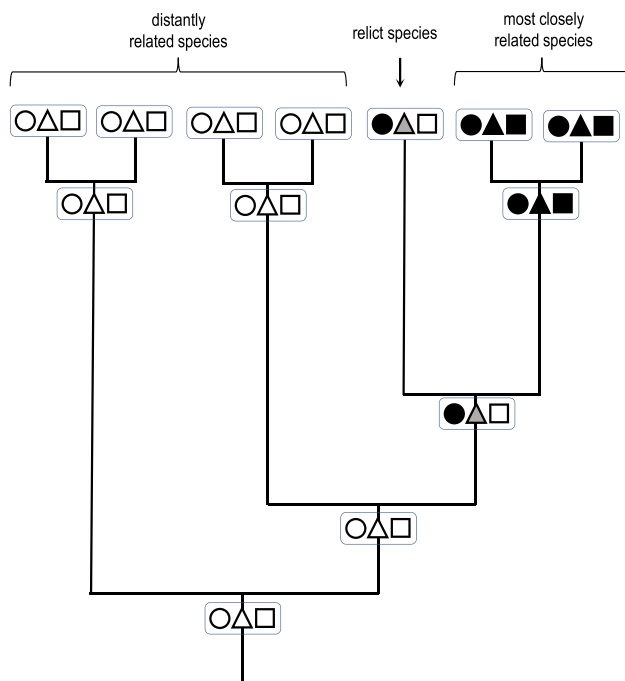 distantly
related species
relict species
most closely
related species